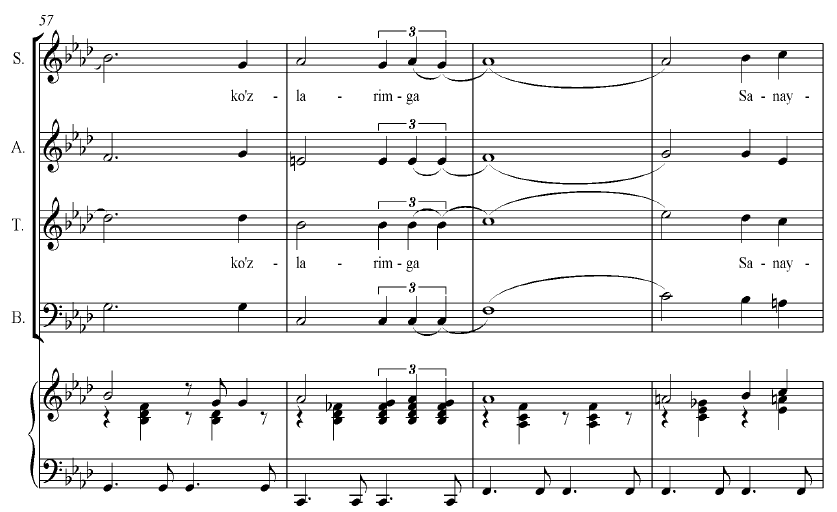 57
S.
3
ko'z - la - rim - ga Sa - nay -
A.
3
T.
3
ko'z - la - rim - ga Sa - nay -
B.
3
3